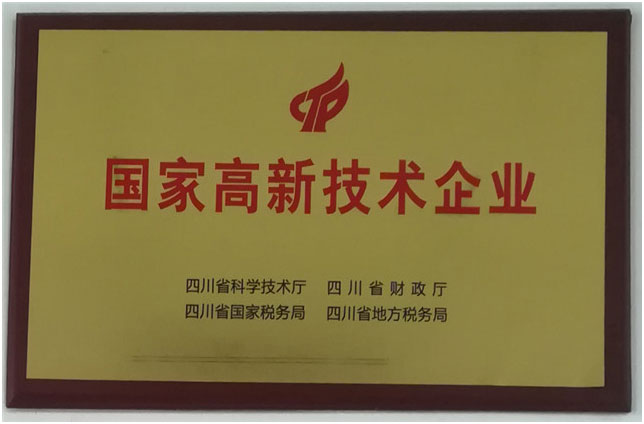 国家高新技术企业
四川省科学技术厅 四川省财政厅
四川省国家税务局 四川省地方税务局